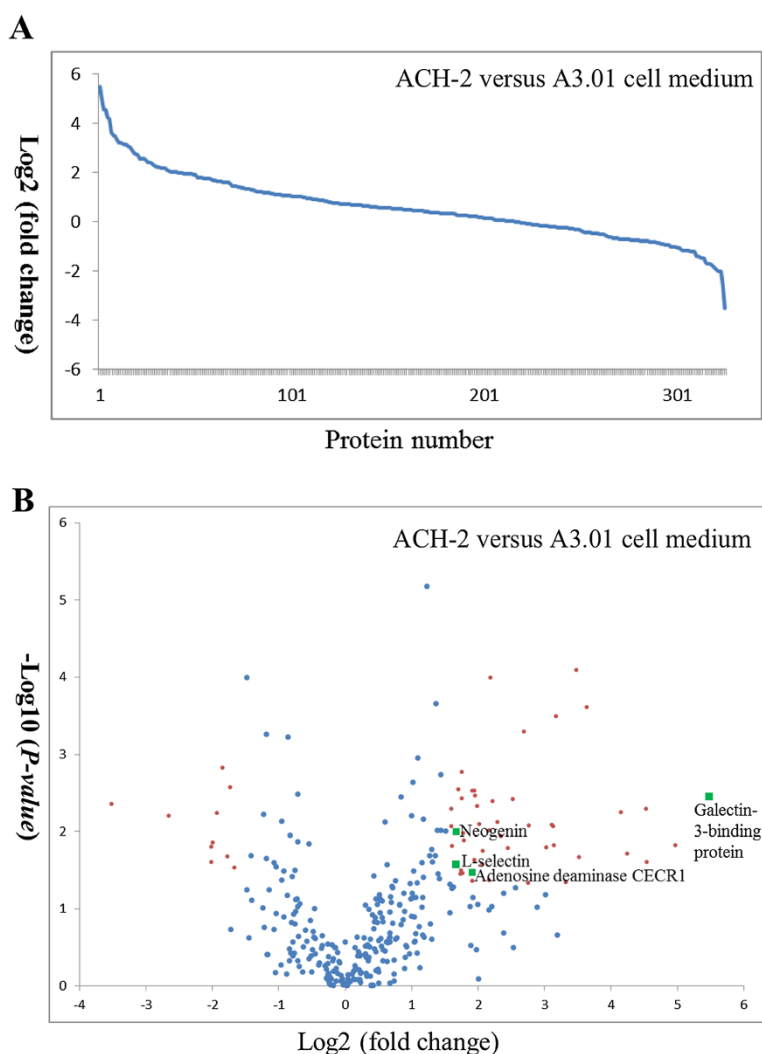 A
ACH-2 versus A3.01 cell medium
Log2 (fold change)
6
4
2
0
-2
-4
-6
1
101
201
301
Protein number
B
ACH-2 versus A3.01 cell medium
-Log10 (P-value)
6
5
4
3
2
1
0
Galectin-
3-binding
protein
Neogenin
L-selectin
Adenosine deaminase CECR1
-4
-3
-2
-1
0
1
2
3
4
5
6
Log2 (fold change)